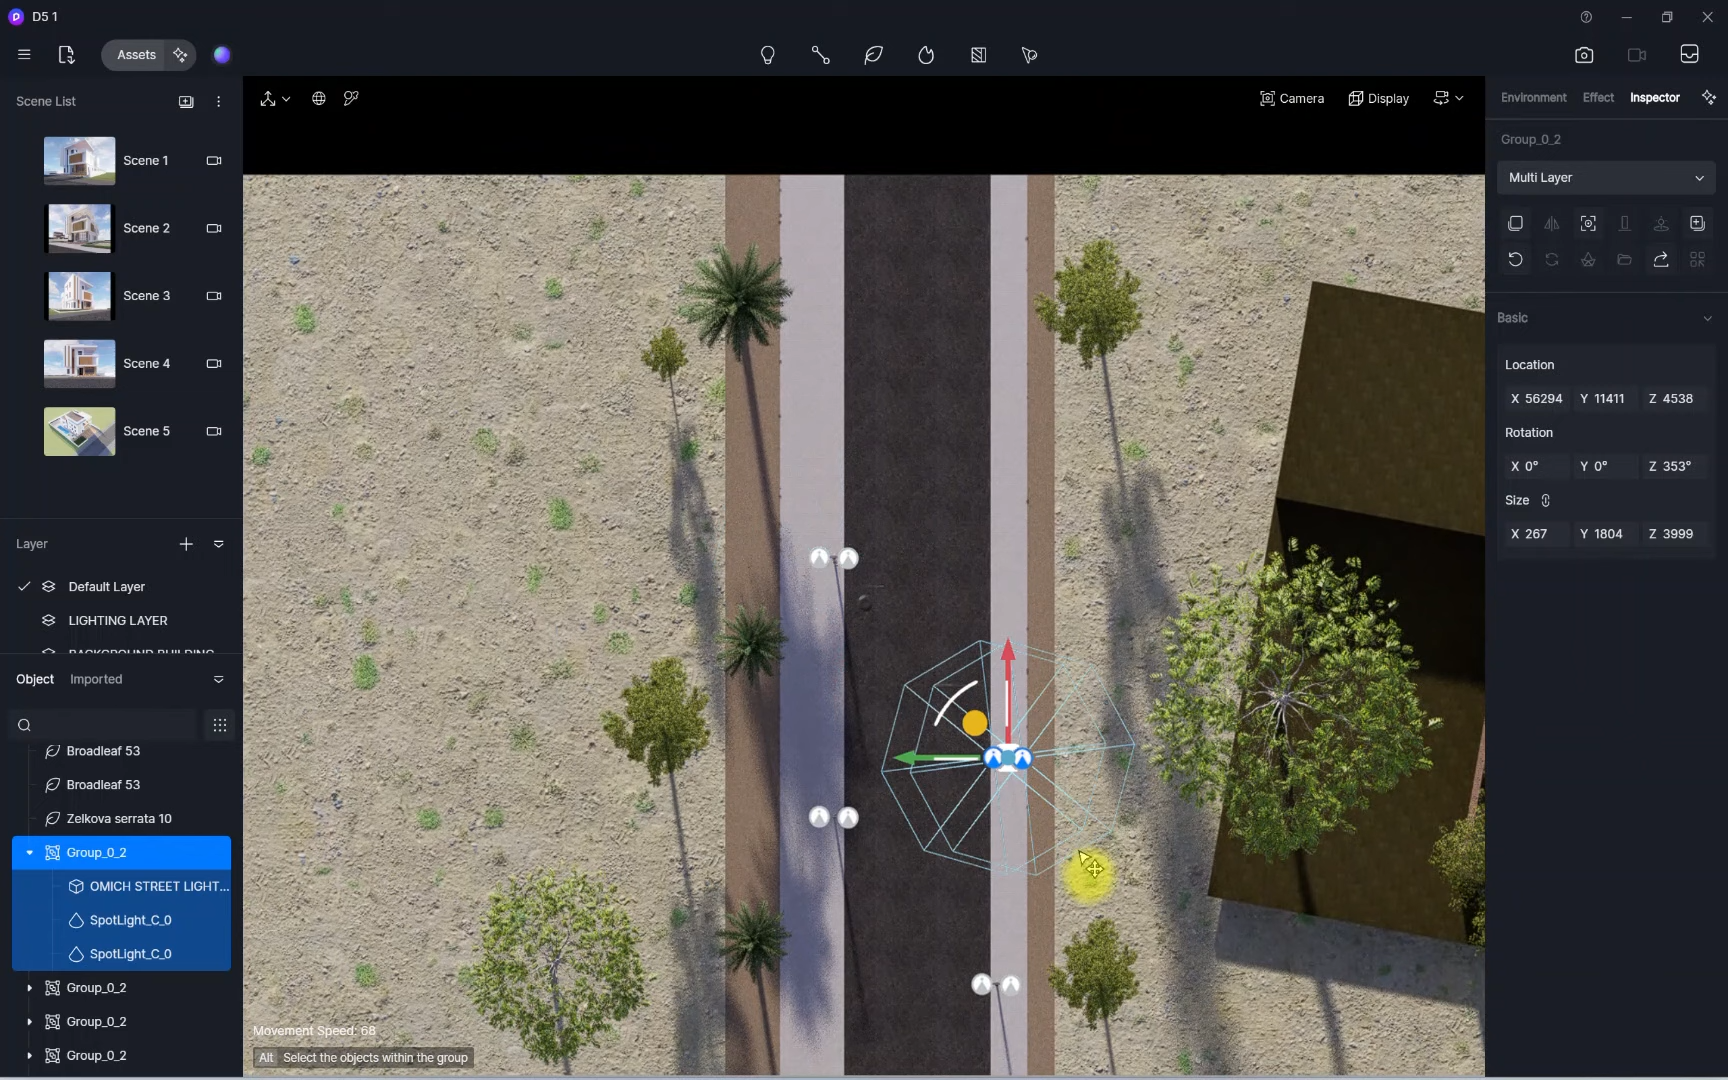 D5 1
Assets
Scene List
Camera
Display
Environment
Effect
Inspector
Group_0_2
Multi Layer
Scene 1
Scene 2
Scene 3
Scene 4
Scene 5
Basic
Location
X 56294
Y 11411
Z 4538
Rotation
X 0°
Y 0°
Z 353°
Size
X 267
Y 1804
Z 3999
Layer
Default Layer
LIGHTING LAYER
BACKGROUND BUILDING
Object
Imported
Broadleaf 53
Broadleaf 53
Zelkova serrata 10
Group_0_2
OMICH STREET LIGHT...
SpotLight_C_0
SpotLight_C_0
Group_0_2
Group_0_2
Group_0_2
Movement Speed: 68
Alt Select the objects within the group